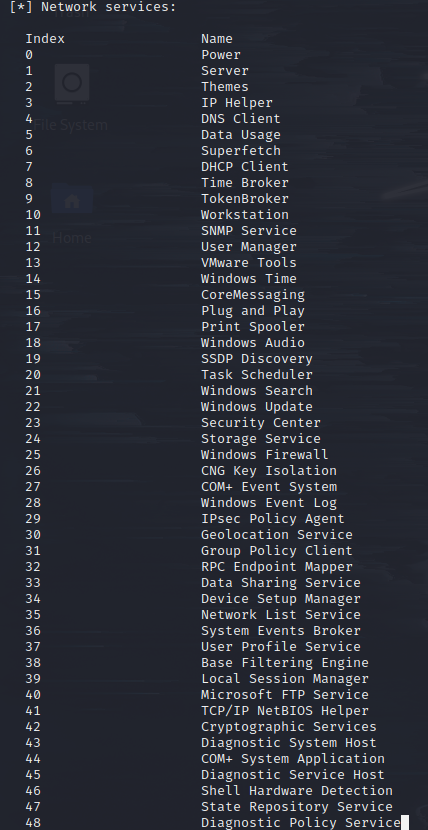 [*] Network services:
Index Name
0 Power
1 Server
2 Themes
3 IP Helper
4 DNS Client
5 Data Usage
6 Superfetch
7 DHCP Client
8 Time Broker
9 TokenBroker
10 Workstation
11 SNMP Service
12 User Manager
13 VMware Tools
14 Windows Time
15 CoreMessaging
16 Plug and Play
17 Print Spooler
18 Windows Audio
19 SSDP Discovery
20 Task Scheduler
21 Windows Search
22 Windows Update
23 Security Center
24 Storage Service
25 Windows Firewall
26 CNG Key Isolation
27 COM+ Event System
28 Windows Event Log
29 IPsec Policy Agent
30 Geolocation Service
31 Group Policy Client
32 RPC Endpoint Mapper
33 Data Sharing Service
34 Device Setup Manager
35 Network List Service
36 System Events Broker
37 User Profile Service
38 Base Filtering Engine
39 Local Session Manager
40 Microsoft FTP Service
41 TCP/IP NetBIOS Helper
42 Cryptographic Services
43 Diagnostic System Host
44 COM+ System Application
45 Diagnostic Service Host
46 Shell Hardware Detection
47 State Repository Service
48 Diagnostic Policy Service
File System
Home